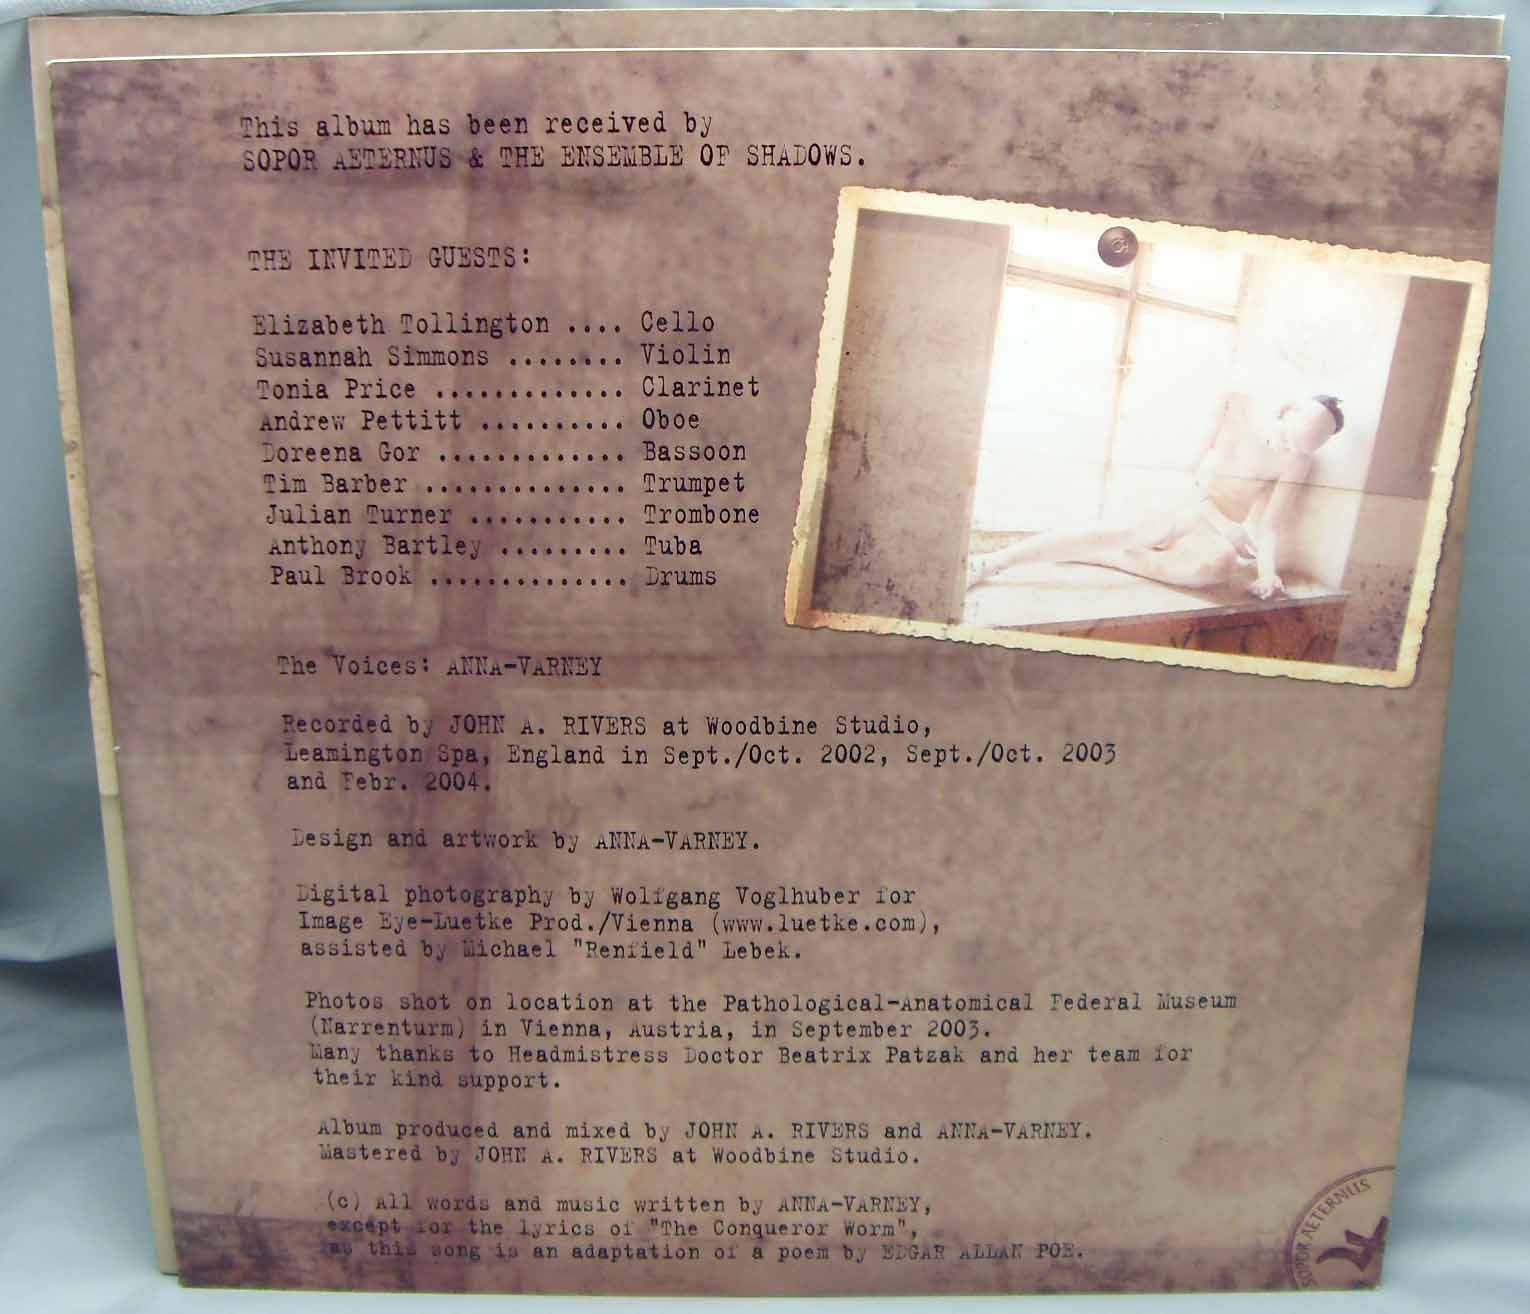 This album has been received by
SOPOR AETERNUS & THE ENSEMBLE OF SHADOWS.
THE INVITED GUESTS:
Elizabeth Tollington .... Cello
Susannah Simmons ........ Violin
Tonia Price ............. Clarinet
Andrew Pettitt .......... Oboe
Doreena Gor ............. Bassoon
Tim Barber .............. Trumpet
Julian Turner ........... Trombone
Anthony Bartley ......... Tuba
Paul Brook .............. Drums
The Voices: ANNA-VARNEY
Recorded by JOHN A. RIVERS at Woodbine Studio,
Leamington Spa, England in Sept./Oct. 2002, Sept./Oct. 2003
and Febr. 2004.
Design and artwork by ANNA-VARNEY.
Digital photography by Wolfgang Voglhuber for
Image Eye-Luetke Prod./Vienna (www.luetke.com),
assisted by Michael "Renfield" Lebek.
Photos shot on location at the Pathological-Anatomical Federal Museum
(Narrenturm) in Vienna, Austria, in September 2003.
Many thanks to Headmistress Doctor Beatrix Patzak and her team for
their kind support.
Album produced and mixed by JOHN A. RIVERS and ANNA-VARNEY.
Mastered by JOHN A. RIVERS at Woodbine Studio.
(c) All words and music written by ANNA-VARNEY,
except for the lyrics of "The Conqueror Worm",
as this song is an adaptation of a poem by EDGAR ALLAN POE.
SOPOR AETERNUS